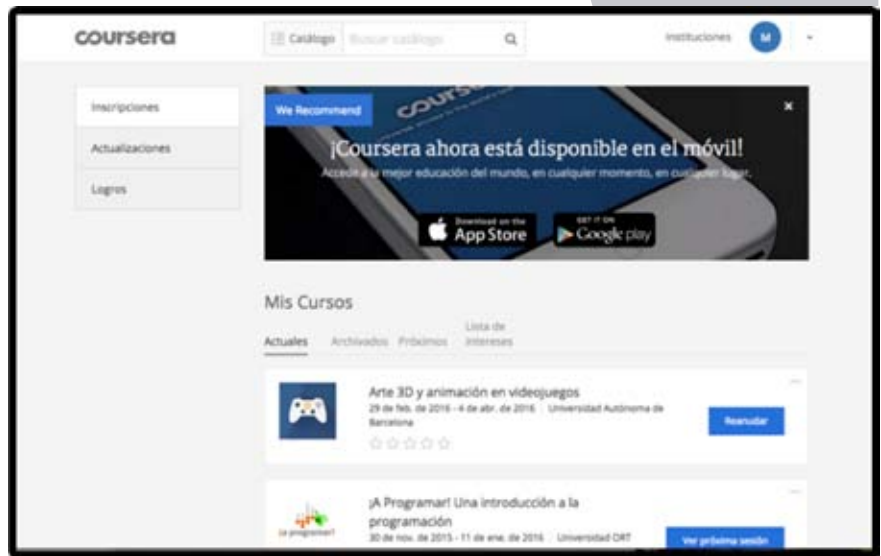 coursera
Catálogo
Buscar catálogo
Instituciones
M
Inscripciones
Actualizaciones
Logros
We Recommend
¡Coursera ahora está disponible en el móvil!
Accede a la mejor educación del mundo, en cualquier momento, en cualquier lugar.
Download on the
App Store
GET IT ON
Google play
Mis Cursos
Actuales
Archivados
Próximos
Lista de
intereses
Arte 3D y animación en videojuegos
29 de feb. de 2016 - 4 de abr. de 2016 | Universidad Autónoma de
Barcelona
Reanudar
¡A Programar! Una introducción a la
programación
30 de nov. de 2015 - 11 de ene. de 2016 | Universidad ORT
Ver próxima sesión
¡a programar!